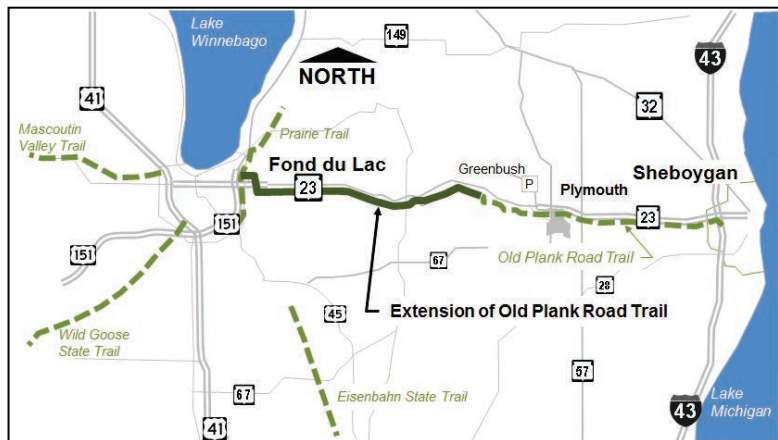 Lake
Winnebago
149
43
NORTH
41
32
Mascoutin
Valley Trail
Prairie Trail
Fond du Lac
Greenbush
Sheboygan
P
Plymouth
23
23
151
151
Old Plank Road Trail
67
28
Extension of Old Plank Road Trail
45
Wild Goose
State Trail
57
67
Eisenbahn State Trail
41
43
Lake
Michigan